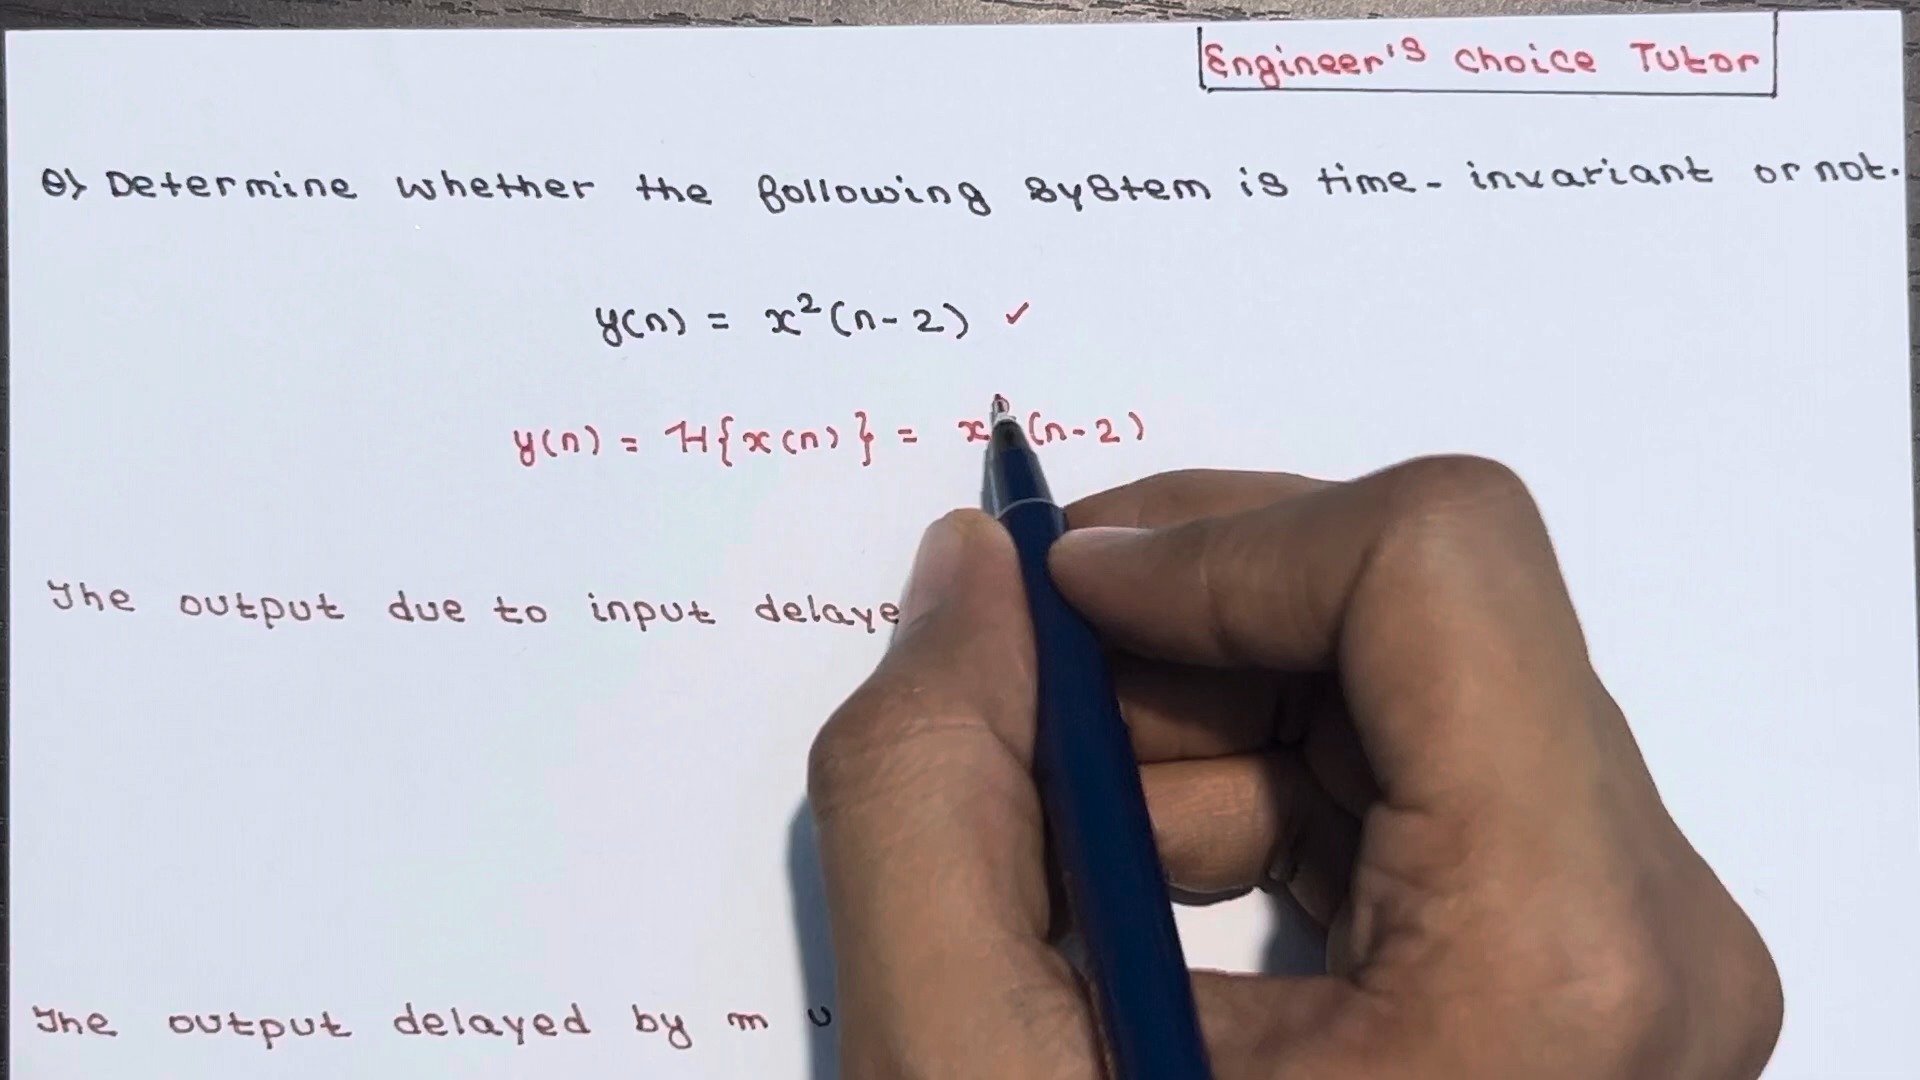 Engineer's Choice Tutor
Q) Determine whether the following system is time-invariant or not.
y(n) = x²(n-2) ✓
y(n) = H{x(n)} = x (n-2)
The output due to input
The output delayed by m